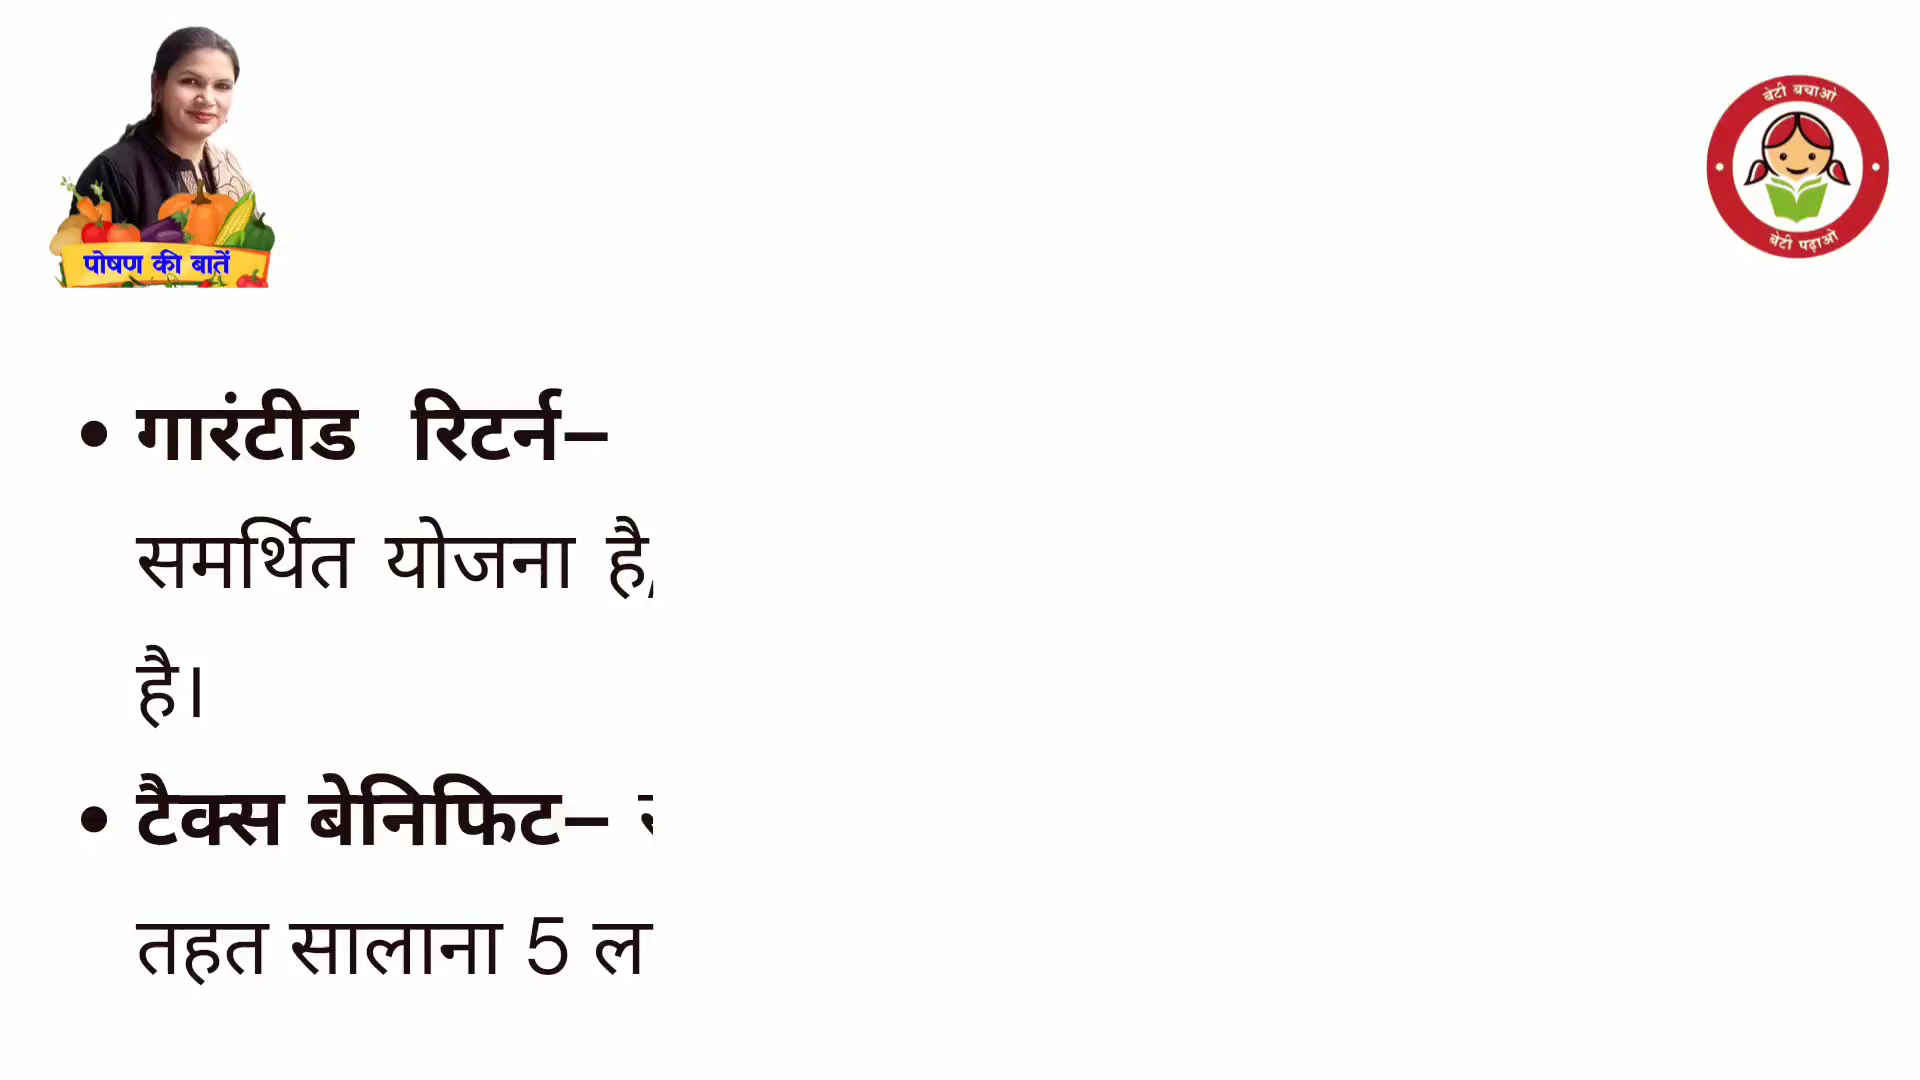 पोषण की बातें
बेटी बचाओ
बेटी पढ़ाओ
• गारंटीड रिटर्न–
समर्थित योजना है,
है।
• टैक्स बेनिफिट–
तहत सालाना 5